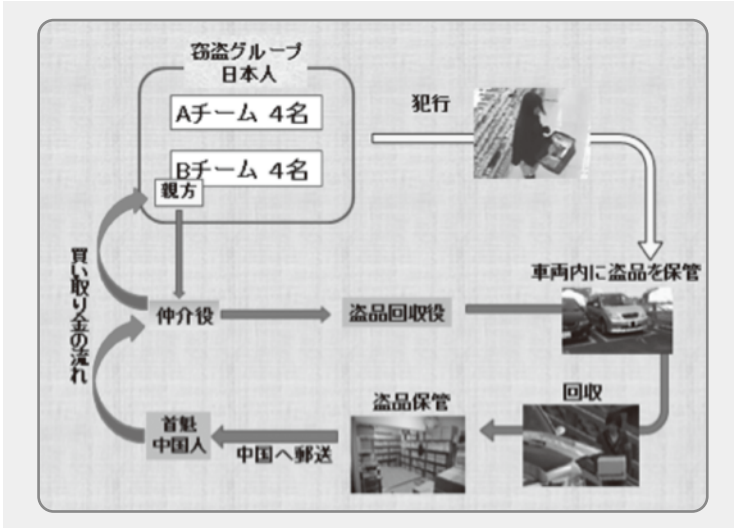 窃盗グループ
日本人
Aチーム 4名
Bチーム 4名
親方
犯行
車両内に盗品を保管
買い取り金の流れ
仲介役
盗品回収役
回収
盗品保管
首魁
中国人
中国へ郵送